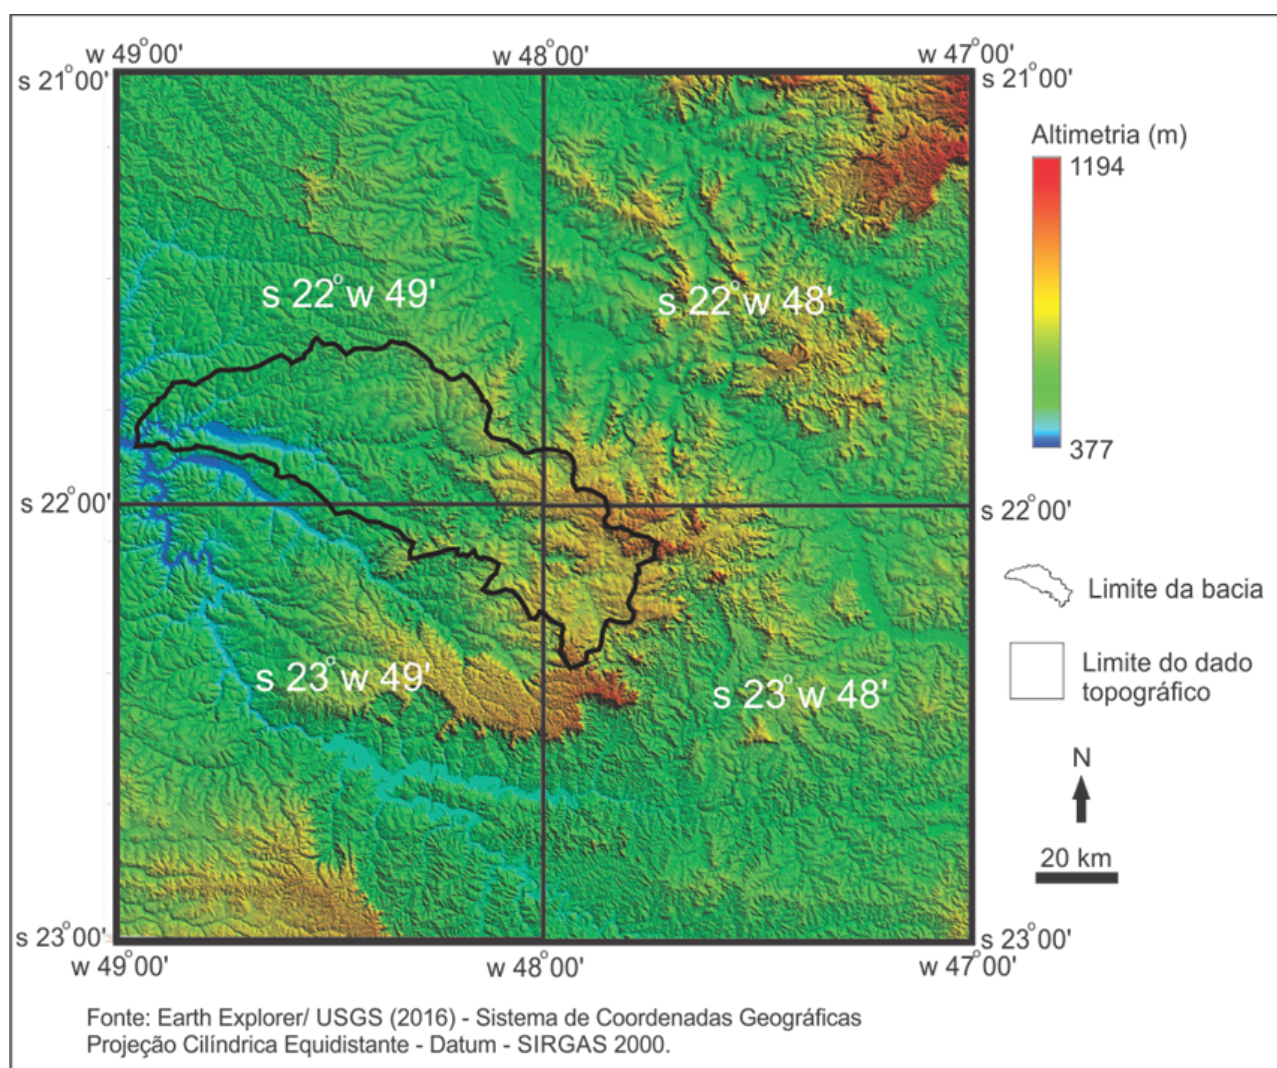 w 49°00' w 48°00' w 47°00'
s 21°00' s 21°00'
Altimetria (m)
1194
s 22° w 49' s 22° w 48'
377
s 22°00' s 22°00'
Limite da bacia
s 23° w 49' s 23° w 48'
Limite do dado
topográfico
N
20 km
s 23°00' s 23°00'
w 49°00' w 48°00' w 47°00'
Fonte: Earth Explorer/ USGS (2016) - Sistema de Coordenadas Geográficas
Projeção Cilíndrica Equidistante - Datum - SIRGAS 2000.